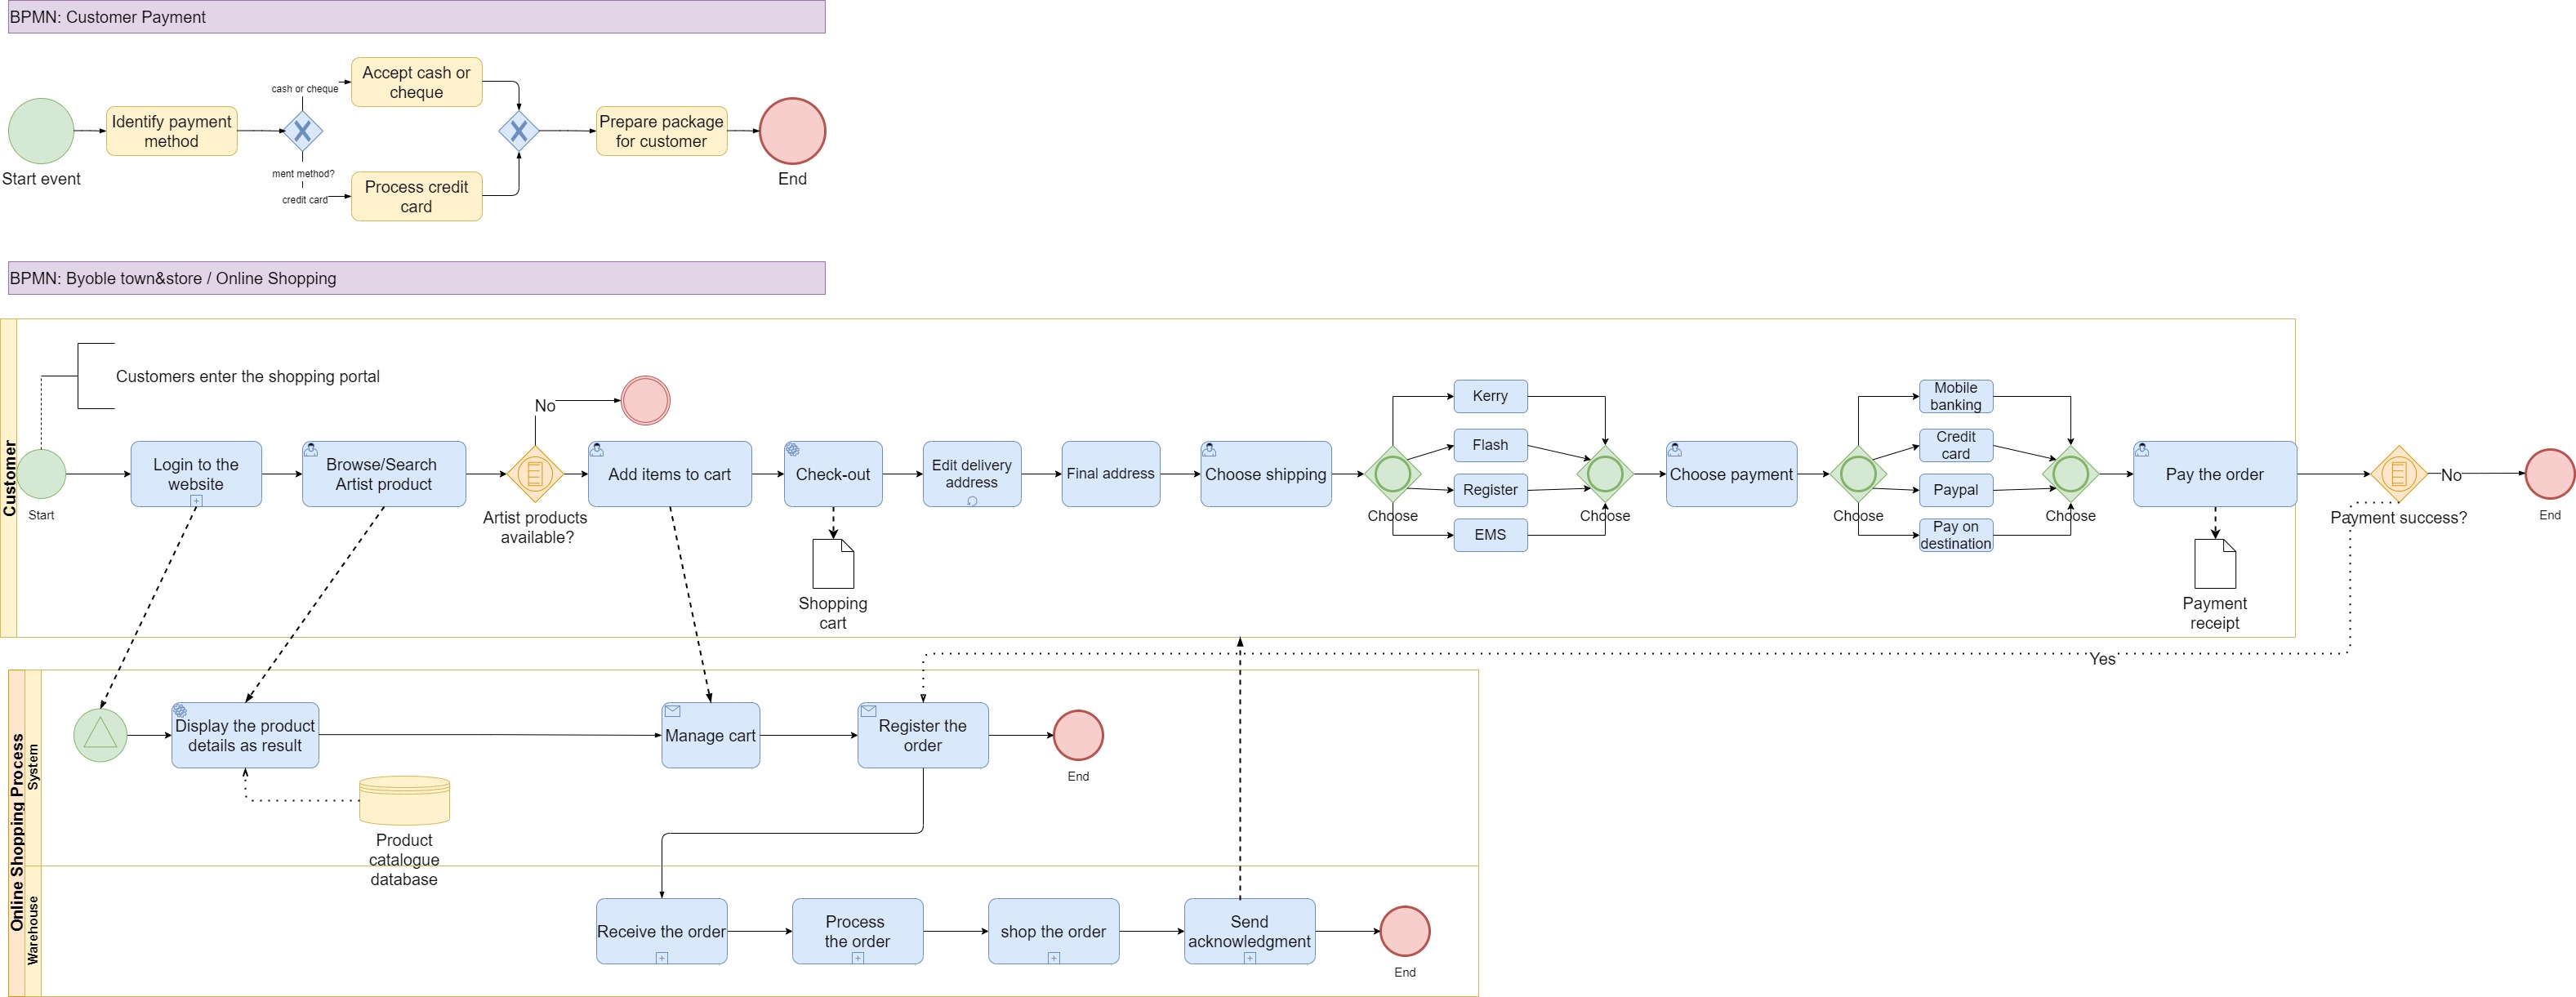 BPMN: Customer Payment
Accept cash or
cheque
cash or cheque
Identify payment
method
Prepare package
for customer
Start event
ment method?
End
Process credit
card
credit card
BPMN: Byoble town&store / Online Shopping
Customer
Customers enter the shopping portal
No
Start
Login to the
website
Browse/Search
Artist product
Artist products
available?
Add items to cart
Check-out
Shopping
cart
Edit delivery
address
Final address
Choose shipping
Choose
Kerry
Flash
Register
EMS
Choose
Choose payment
Choose
Mobile
banking
Credit
card
Paypal
Pay on
destination
Choose
Pay the order
Payment
receipt
Payment success?
No
End
Yes
Online Shopping Process
System
Display the product
details as result
Manage cart
Register the
order
End
Product
catalogue
database
Warehouse
Receive the order
Process
the order
shop the order
Send
acknowledgment
End